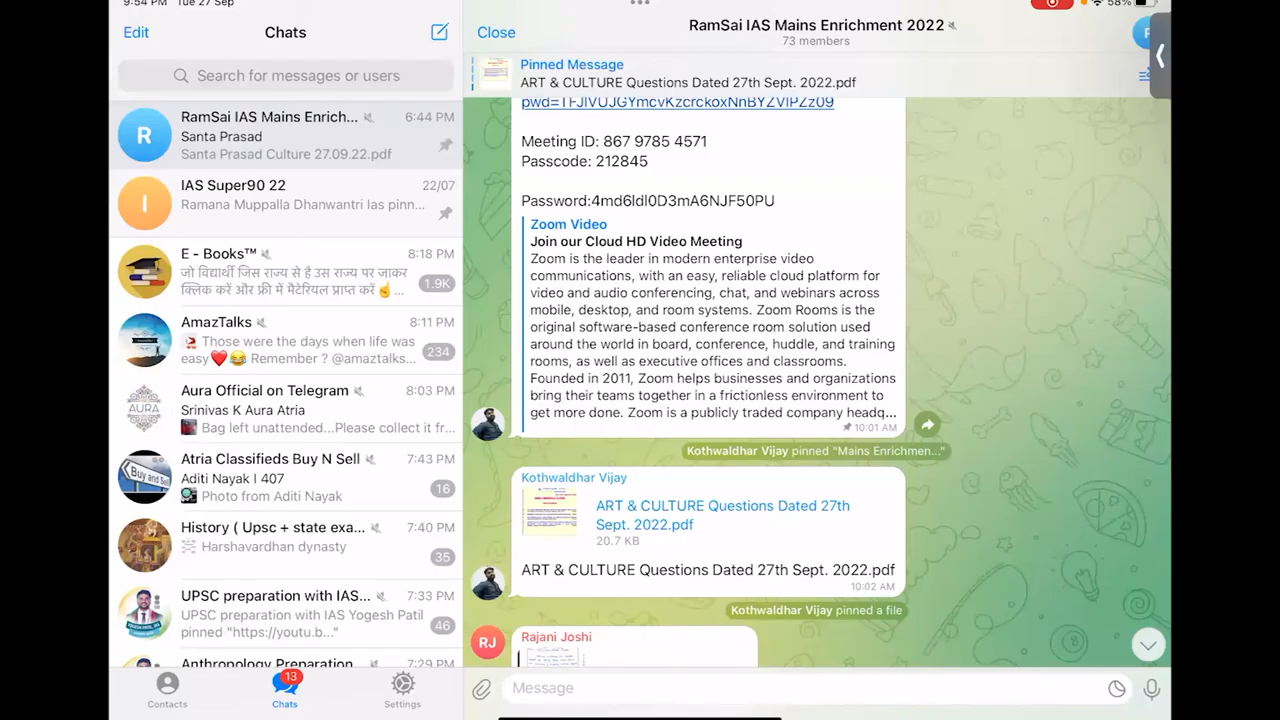 9:54 PM Tue 27 Sep
58%
Edit
Chats
Search for messages or users
RamSai IAS Mains Enrich...
6:44 PM
Santa Prasad
Santa Prasad Culture 27.09.22.pdf
IAS Super90 22
22/07
Ramana Muppalla Dhanwantri Ias pinn...
E - Books™
8:18 PM
जो विद्यार्थी जिस राज्य से है उस राज्य पर जाकर
क्लिक करें और फ्री में मैटेरियल प्राप्त करें☝...
1.9K
AmazTalks
8:11 PM
Those were the days when life was
easy❤️😂 Remember ? @amaztalks...
234
Aura Official on Telegram
8:03 PM
Srinivas K Aura Atria
Bag left unattended...Please collect it fr...
Atria Classifieds Buy N Sell
7:43 PM
Aditi Nayak I 407
Photo from Aditi Nayak
16
History ( Upsc + state exa...
7:40 PM
Harshavardhan dynasty
35
UPSC preparation with IAS...
7:33 PM
UPSC preparation with IAS Yogesh Patil
pinned "https://youtu.b..."
46
Anthropology Preparation
7:29 PM
Contacts
13
Chats
Settings
Close
RamSai IAS Mains Enrichment 2022
73 members
Pinned Message
ART & CULTURE Questions Dated 27th Sept. 2022.pdf
Meeting ID: 867 9785 4571
Passcode: 212845
Password:4md6ldl0D3mA6NJF50PU
Zoom Video
Join our Cloud HD Video Meeting
Zoom is the leader in modern enterprise video
communications, with an easy, reliable cloud platform for
video and audio conferencing, chat, and webinars across
mobile, desktop, and room systems. Zoom Rooms is the
original software-based conference room solution used
around the world in board, conference, huddle, and training
rooms, as well as executive offices and classrooms.
Founded in 2011, Zoom helps businesses and organizations
bring their teams together in a frictionless environment to
get more done. Zoom is a publicly traded company headq...
10:01 AM
Kothwaldhar Vijay pinned "Mains Enrichmen..."
Kothwaldhar Vijay
ART & CULTURE Questions Dated 27th
Sept. 2022.pdf
20.7 KB
ART & CULTURE Questions Dated 27th Sept. 2022.pdf
10:02 AM
Kothwaldhar Vijay pinned a file
RJ
Rajani Joshi
Message